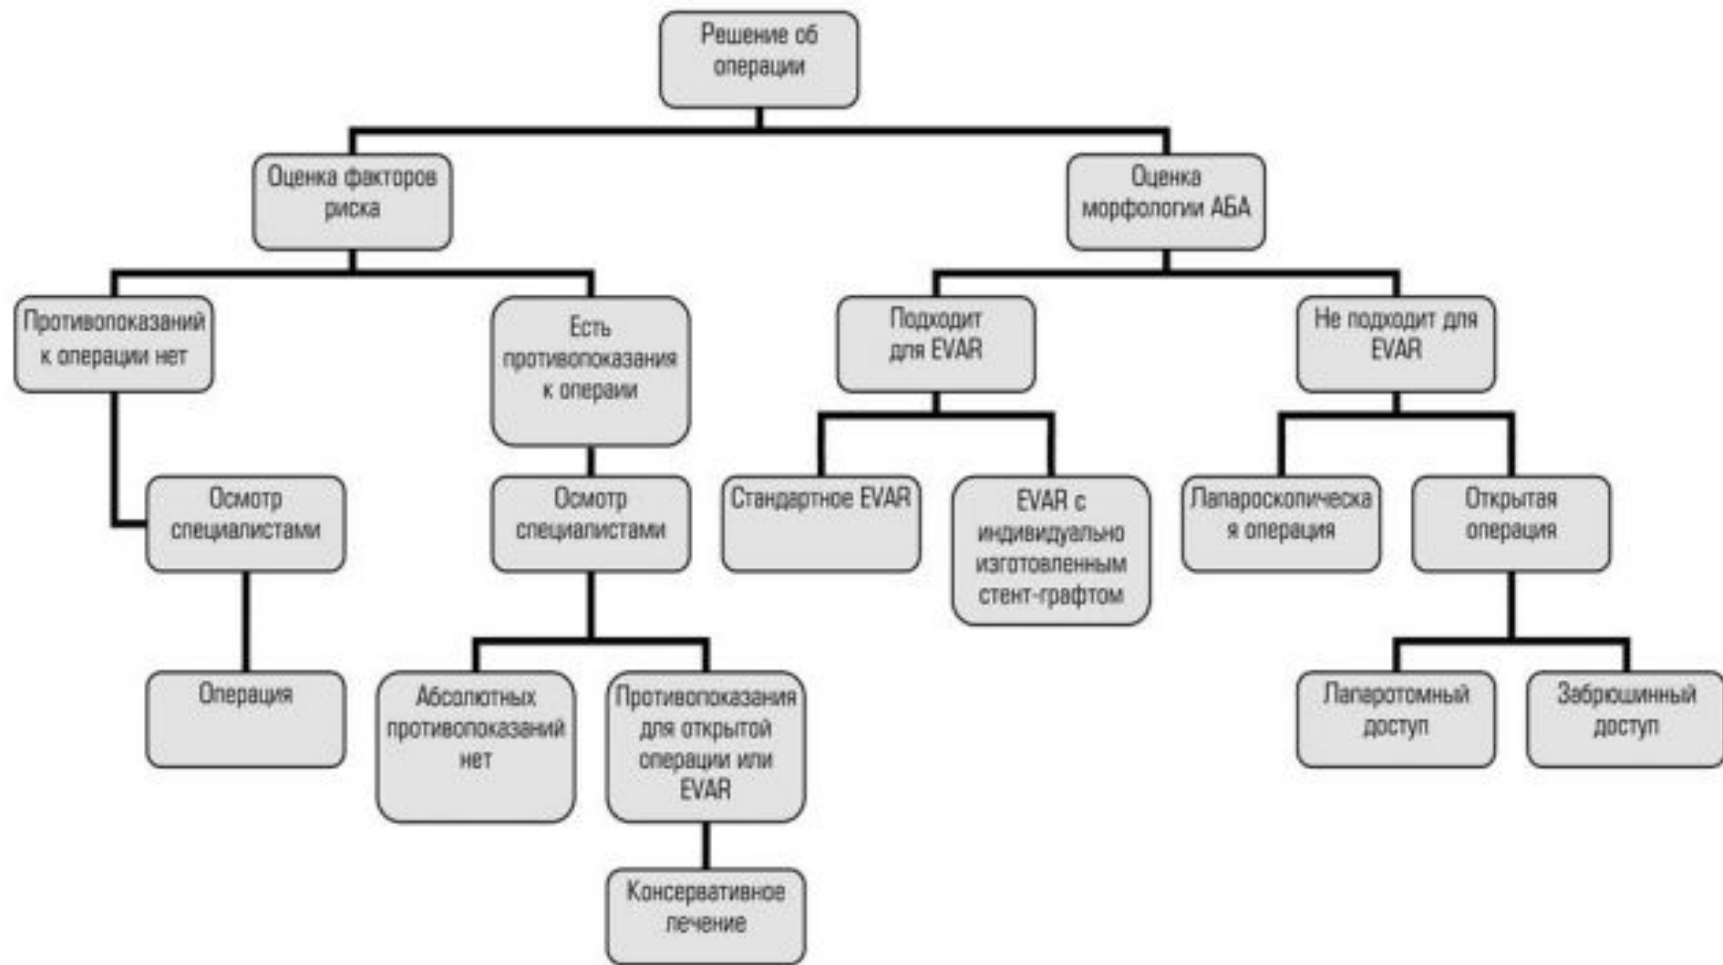 Решение об
операции
Оценка факторов
риска
Оценка
морфологии АБА
Противопоказаний
к операции нет
Есть
противопоказания
к операии
Подходит
для EVAR
Не подходит для
EVAR
Осмотр
специалистами
Осмотр
специалистами
Стандартное EVAR
EVAR с
индивидуально
изготовленным
стент-графтом
Лапароскопическа
я операция
Открытая
операция
Операция
Абсолютных
противопоказаний
нет
Противопоказания
для открытой
операции или
EVAR
Лапаротомный
доступ
Забрюшинный
доступ
Консервативное
лечение